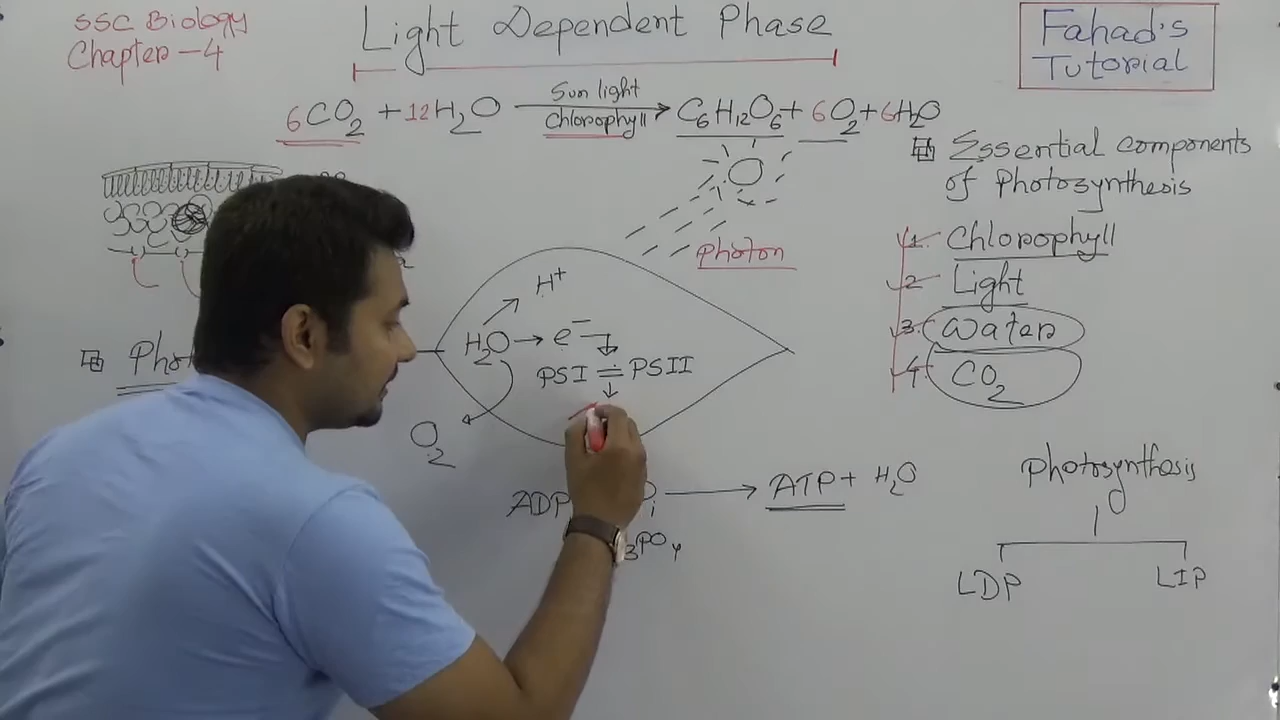 SSC Biology
Chapter - 4
Light Dependent Phase
Fahad's
Tutorial
6CO2 + 12H2O Sun light Chlorophyll C6H12O6 + 6O2 + 6H2O
Essential components
of Photosynthesis
1. Chlorophyll
2 Light
3. Water
4. CO2
Photon
H+
H2O → e-
PSI = PSII
O2
ADP → ATP + H2O
3PO4
Photosynthesis
LDP LIP